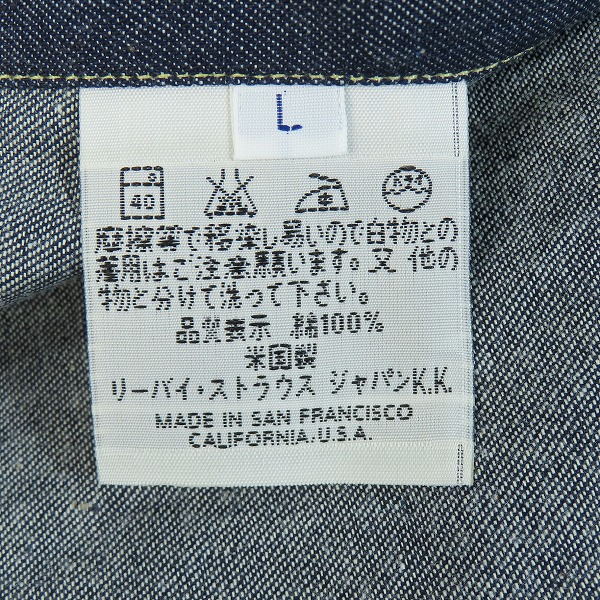 L
40
摩擦等で移染し易いので白物との
着用はご注意願います。又 他の
物と分けて洗って下さい。
品質表示 綿100%
米国製
リーバイ・ストラウス ジャパンK.K.
MADE IN SAN FRANCISCO
CALIFORNIA.U.S.A.